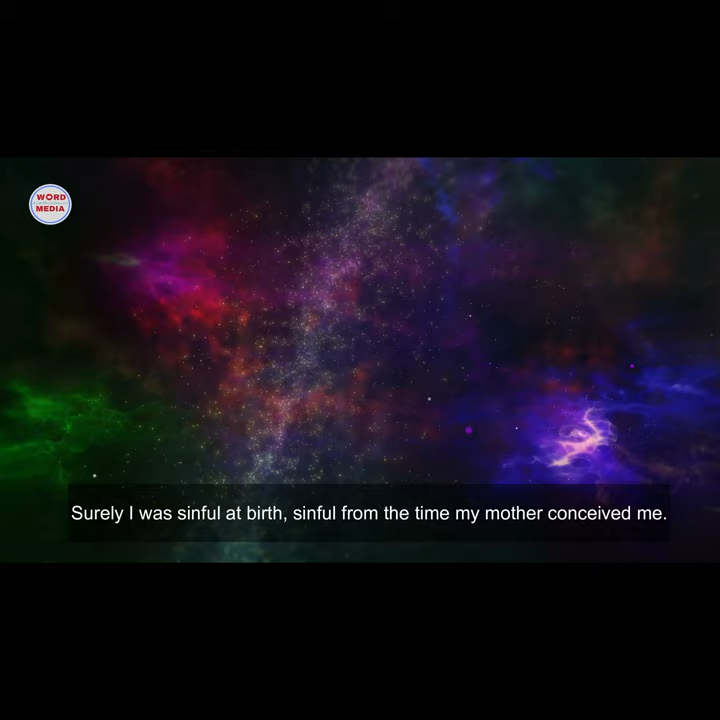 WORD
MEDIA
Surely I was sinful at birth, sinful from the time my mother conceived me.